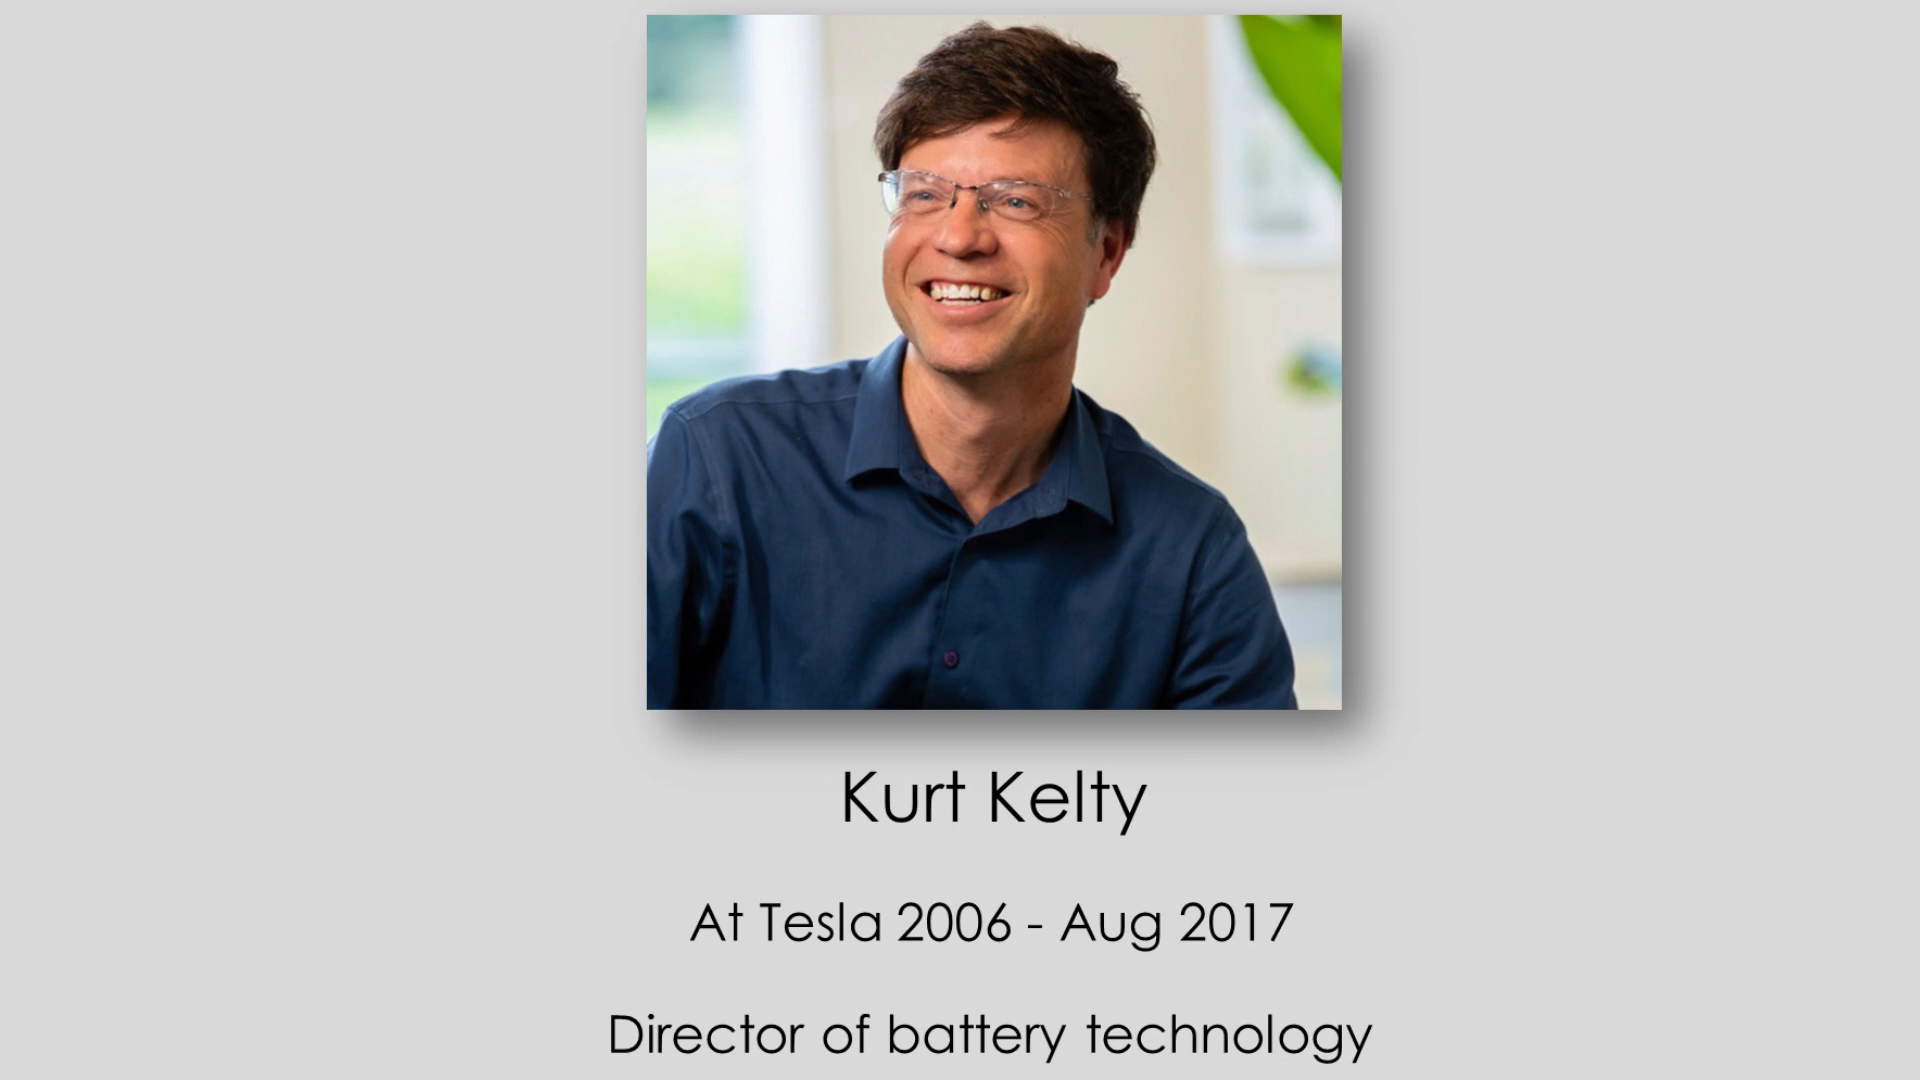 Kurt Kelty
At Tesla 2006 - Aug 2017
Director of battery technology